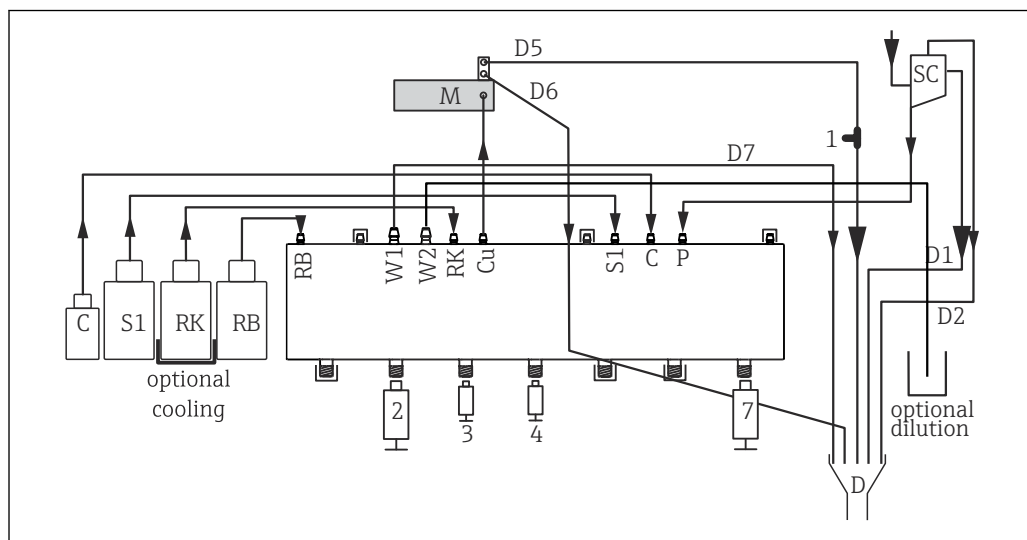 D5
SC
M
D6
1
D7
RB
W1
W2
RK
Cu
S1
C
P
D1
C
S1
RK
RB
D2
optional
cooling
optional
dilution
2
3
4
7
D